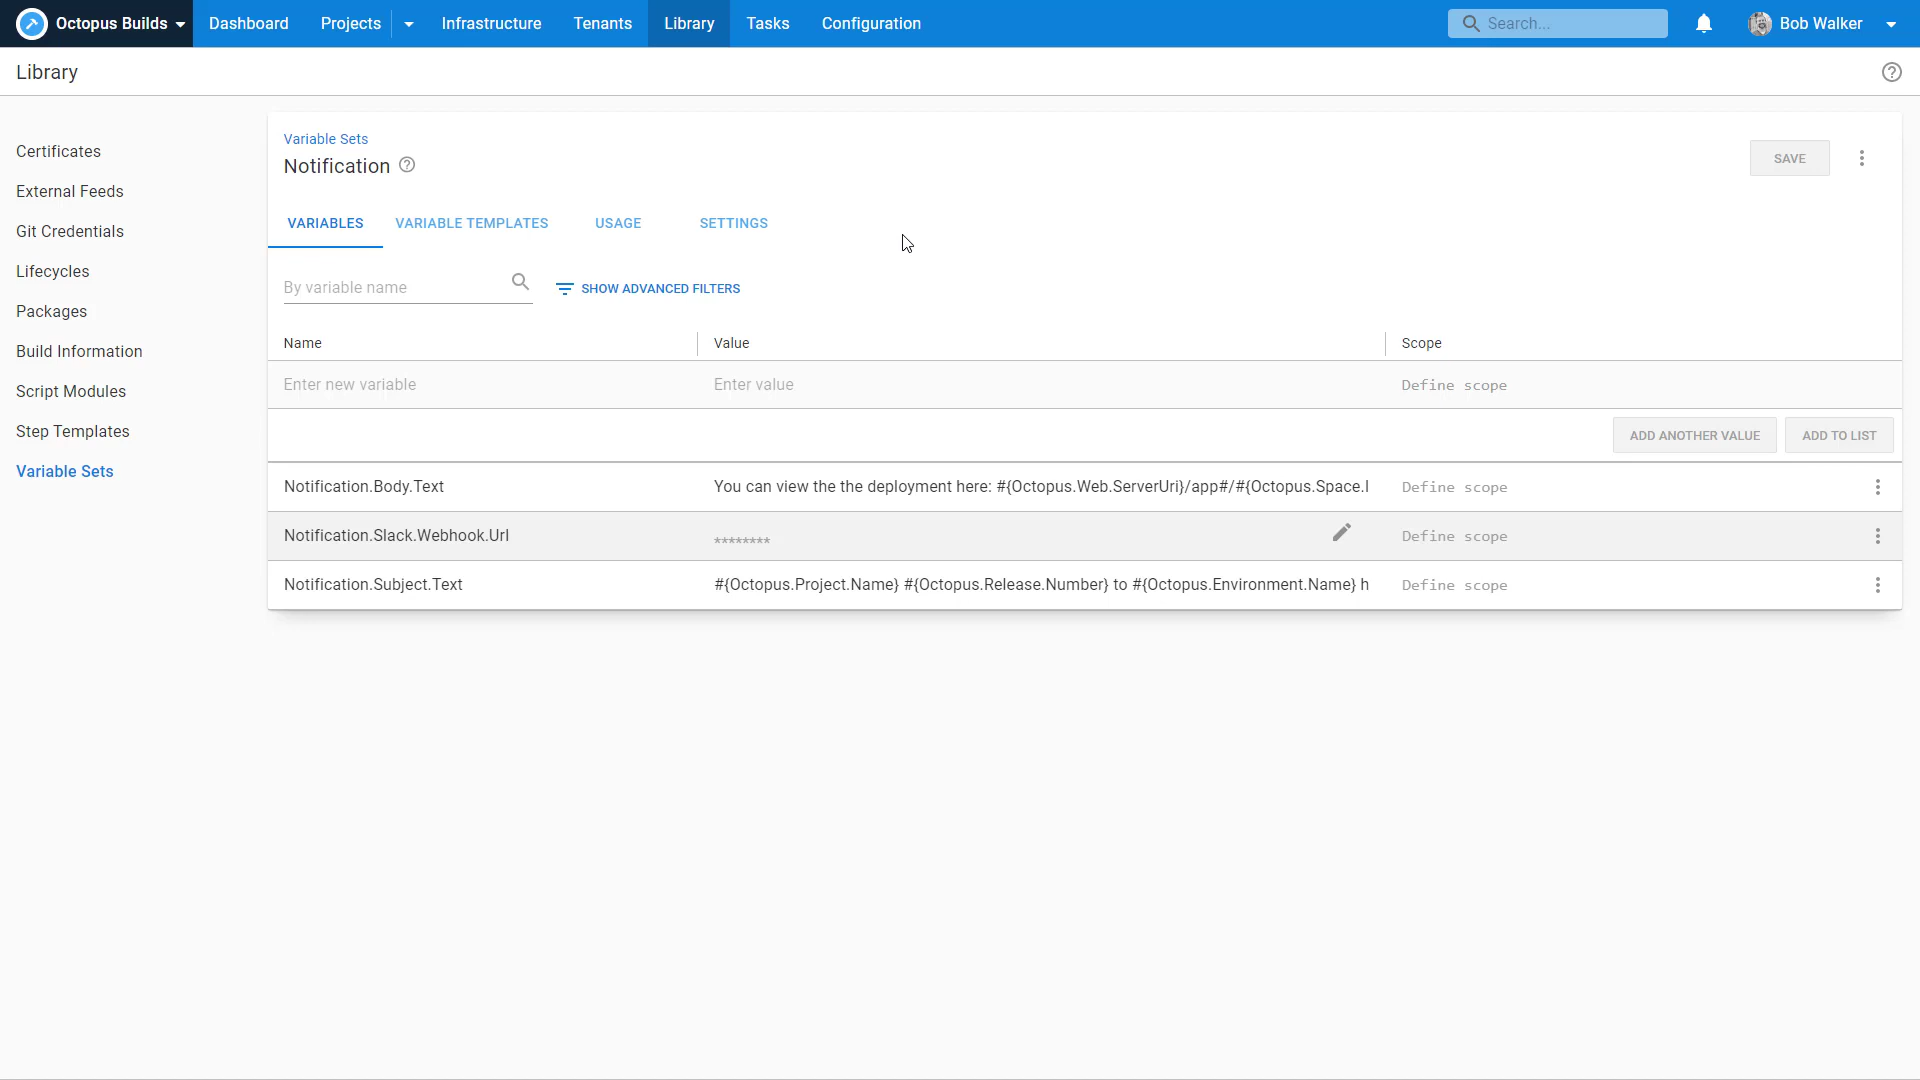 Octopus Builds Dashboard Projects Infrastructure Tenants Library Tasks Configuration Search... Bob Walker
Library
Certificates
External Feeds
Git Credentials
Lifecycles
Packages
Build Information
Script Modules
Step Templates
Variable Sets
Variable Sets
Notification
SAVE
VARIABLES VARIABLE TEMPLATES USAGE SETTINGS
By variable name SHOW ADVANCED FILTERS
Name Value Scope
Enter new variable Enter value Define scope
ADD ANOTHER VALUE ADD TO LIST
Notification.Body.Text You can view the the deployment here: #{Octopus.Web.ServerUri}/app#/#{Octopus.Space.I Define scope
Notification.Slack.Webhook.Url ******** Define scope
Notification.Subject.Text #{Octopus.Project.Name} #{Octopus.Release.Number} to #{Octopus.Environment.Name} h Define scope